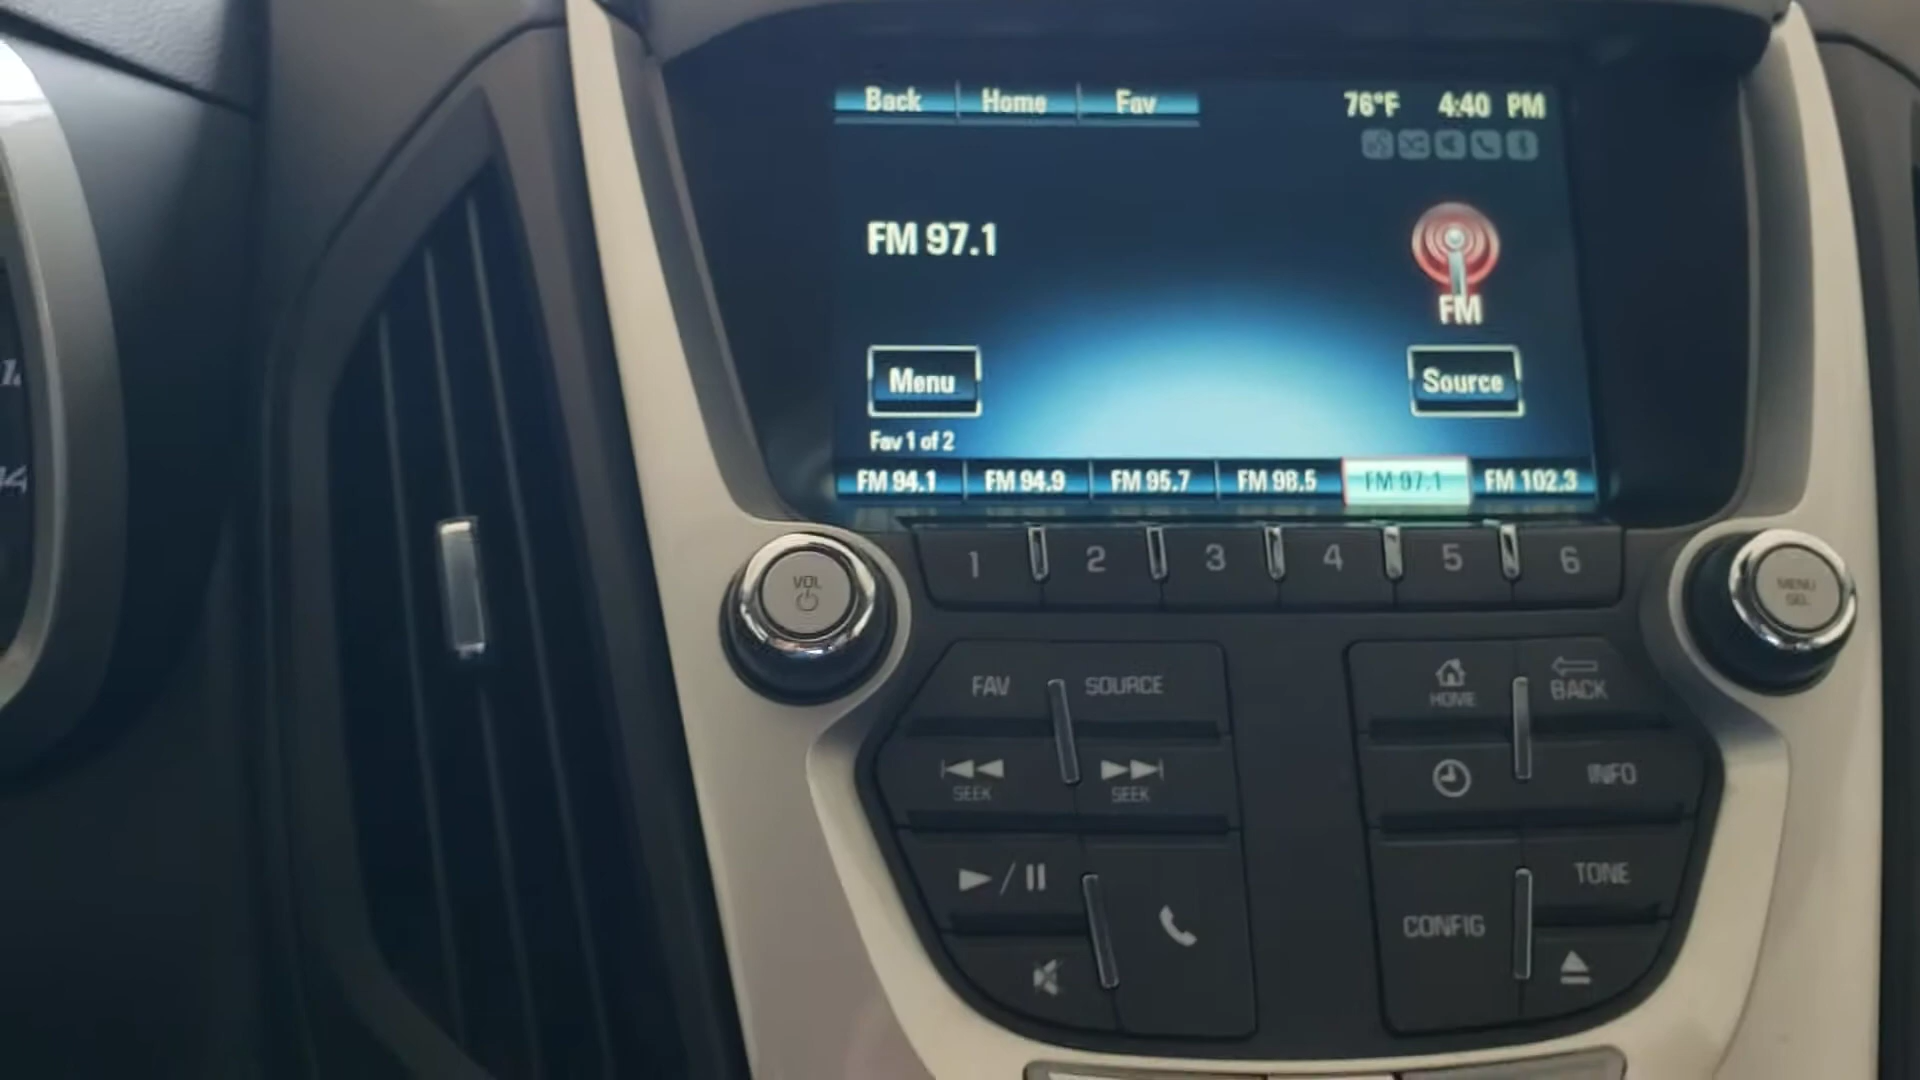 Back Home Fav 76°F 4:40 PM
FM 97.1
FM
Menu Source
Fav 1 of 2
FM 94.1 FM 94.9 FM 95.7 FM 98.5 FM 97.1 FM 102.3
1 2 3 4 5 6
VOL
MENU
SEL
FAV SOURCE
HOME BACK
SEEK SEEK
INFO
TONE
CONFIG